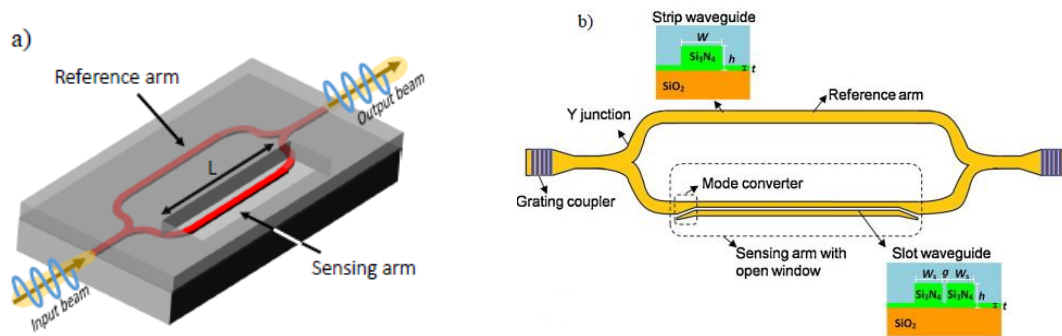 a)
Reference arm
Output beam
L
Sensing arm
Input beam
b)
Strip waveguide
W
Si₃N₄
h
t
SiO₂
Reference arm
Y junction
Mode converter
Grating coupler
Sensing arm with
open window
Slot waveguide
Wₛ g Wₛ
Si₃N₄ Si₃N₄
h
t
SiO₂